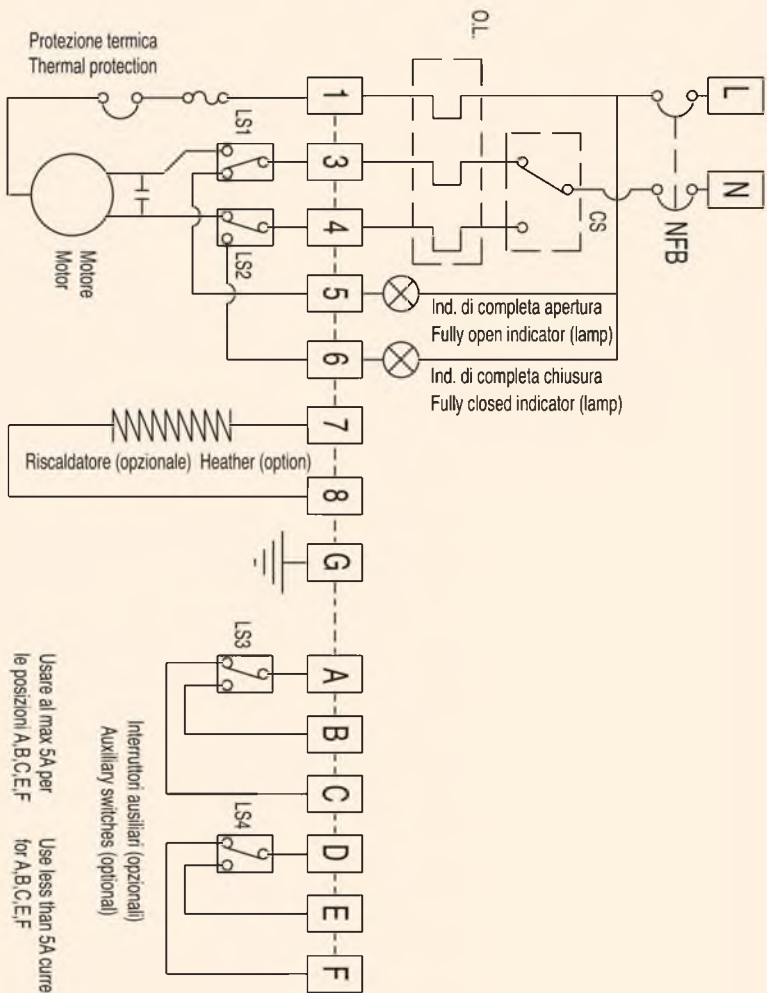 Protezione termica
Thermal protection
O.L.
L
N
NFB
CS
LS1
LS2
1
3
4
5
6
7
8
G
A
B
C
D
E
F
Motore
Motor
Ind. di completa apertura
Fully open indicator (lamp)
Ind. di completa chiusura
Fully closed indicator (lamp)
Riscaldatore (opzionale) Heather (option)
LS3
LS4
Interruttori ausiliari (opzionali)
Auxiliary switches (optional)
Usare al max 5A per
le posizioni A,B,C,E,F
Use less than 5A curre
for A,B,C,E,F